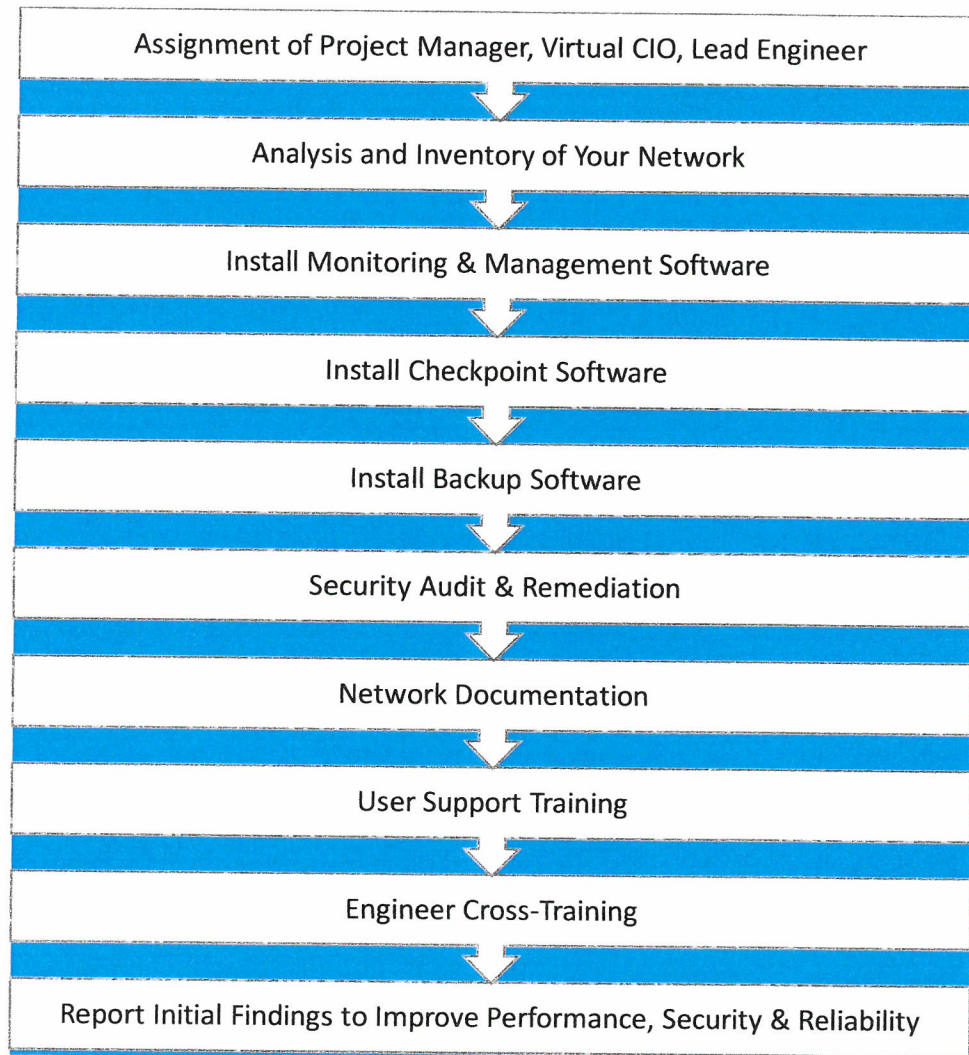 Assignment of Project Manager, Virtual CIO, Lead Engineer
Analysis and Inventory of Your Network
Install Monitoring & Management Software
Install Checkpoint Software
Install Backup Software
Security Audit & Remediation
Network Documentation
User Support Training
Engineer Cross-Training
Report Initial Findings to Improve Performance, Security & Reliability